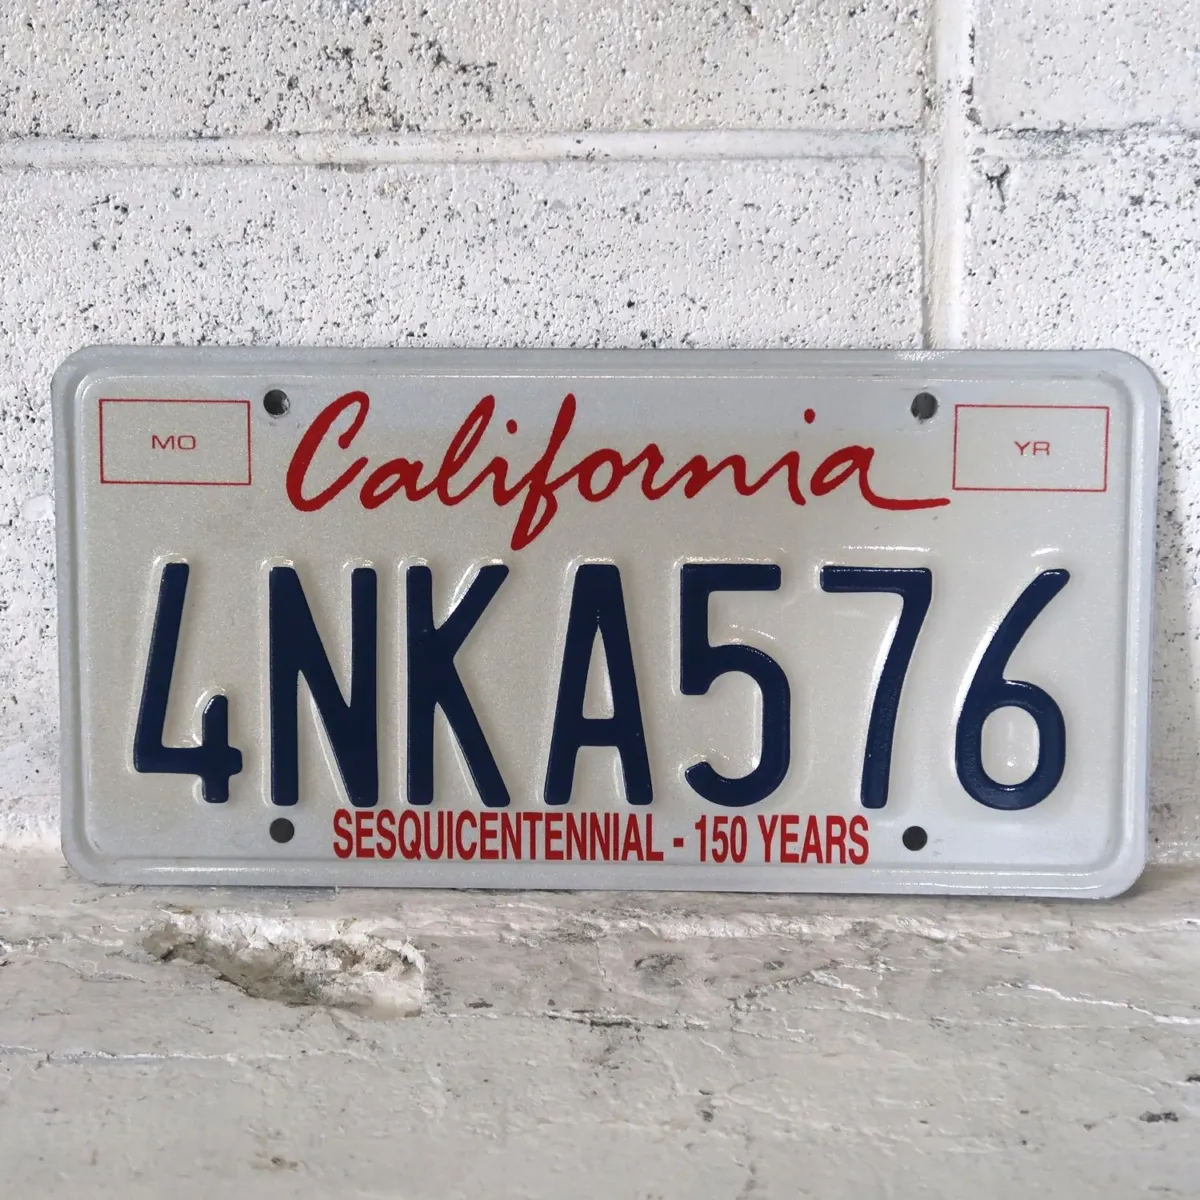 MO California YR
4NKA576
SESQUICENTENNIAL - 150 YEARS